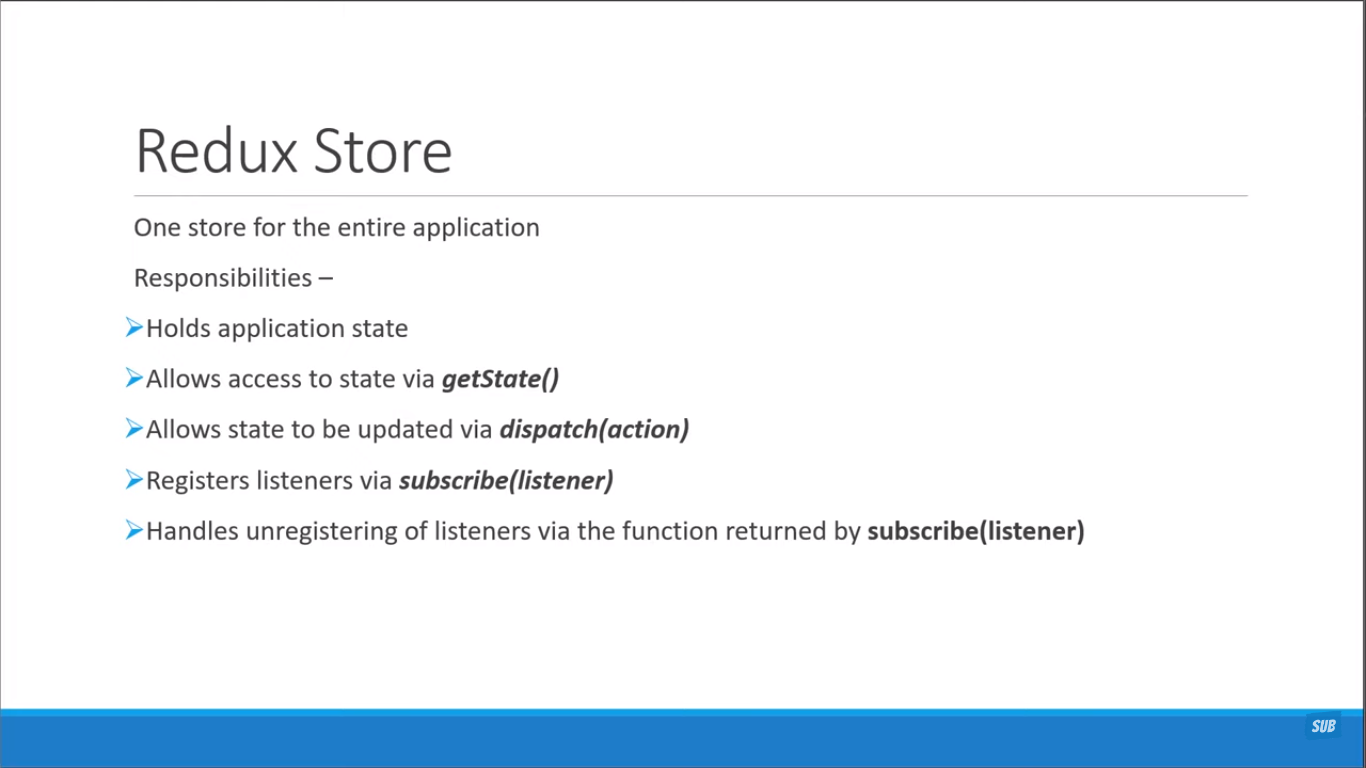 Redux Store
One store for the entire application
Responsibilities –
Holds application state
Allows access to state via getState()
Allows state to be updated via dispatch(action)
Registers listeners via subscribe(listener)
Handles unregistering of listeners via the function returned by subscribe(listener)
SUB